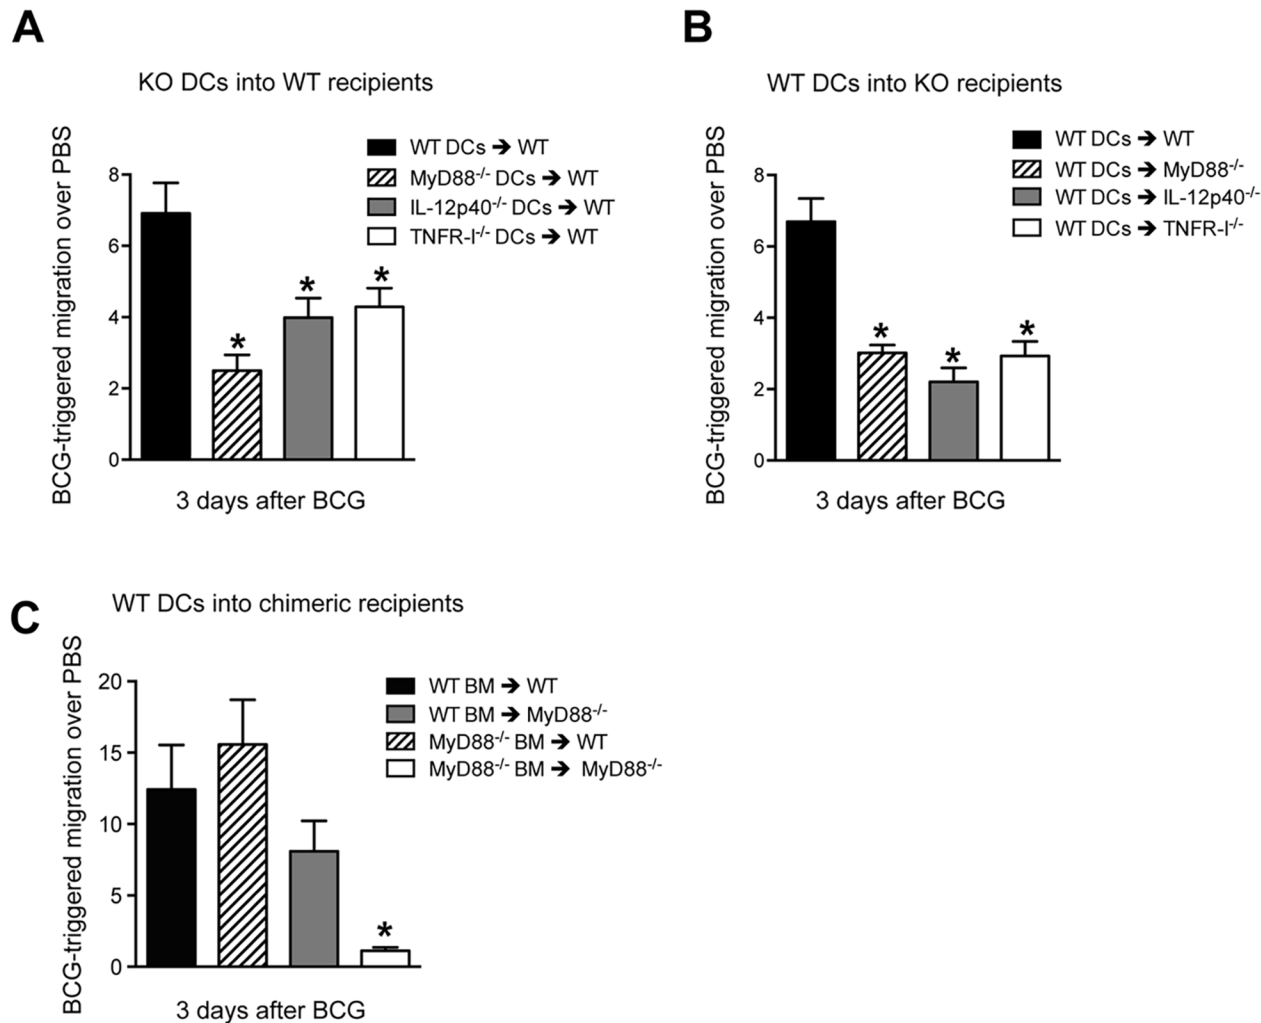 A
KO DCs into WT recipients
BCG-triggered migration over PBS
8
6
4
2
0
WT DCs ➔ WT
MyD88-/- DCs ➔ WT
IL-12p40-/- DCs ➔ WT
TNFR-I-/- DCs ➔ WT
*
*
*
3 days after BCG
B
WT DCs into KO recipients
BCG-triggered migration over PBS
8
6
4
2
0
WT DCs ➔ WT
WT DCs ➔ MyD88-/-
WT DCs ➔ IL-12p40-/-
WT DCs ➔ TNFR-I-/-
*
*
*
3 days after BCG
C
WT DCs into chimeric recipients
BCG-triggered migration over PBS
20
15
10
5
0
WT BM ➔ WT
WT BM ➔ MyD88-/-
MyD88-/- BM ➔ WT
MyD88-/- BM ➔ MyD88-/-
*
3 days after BCG